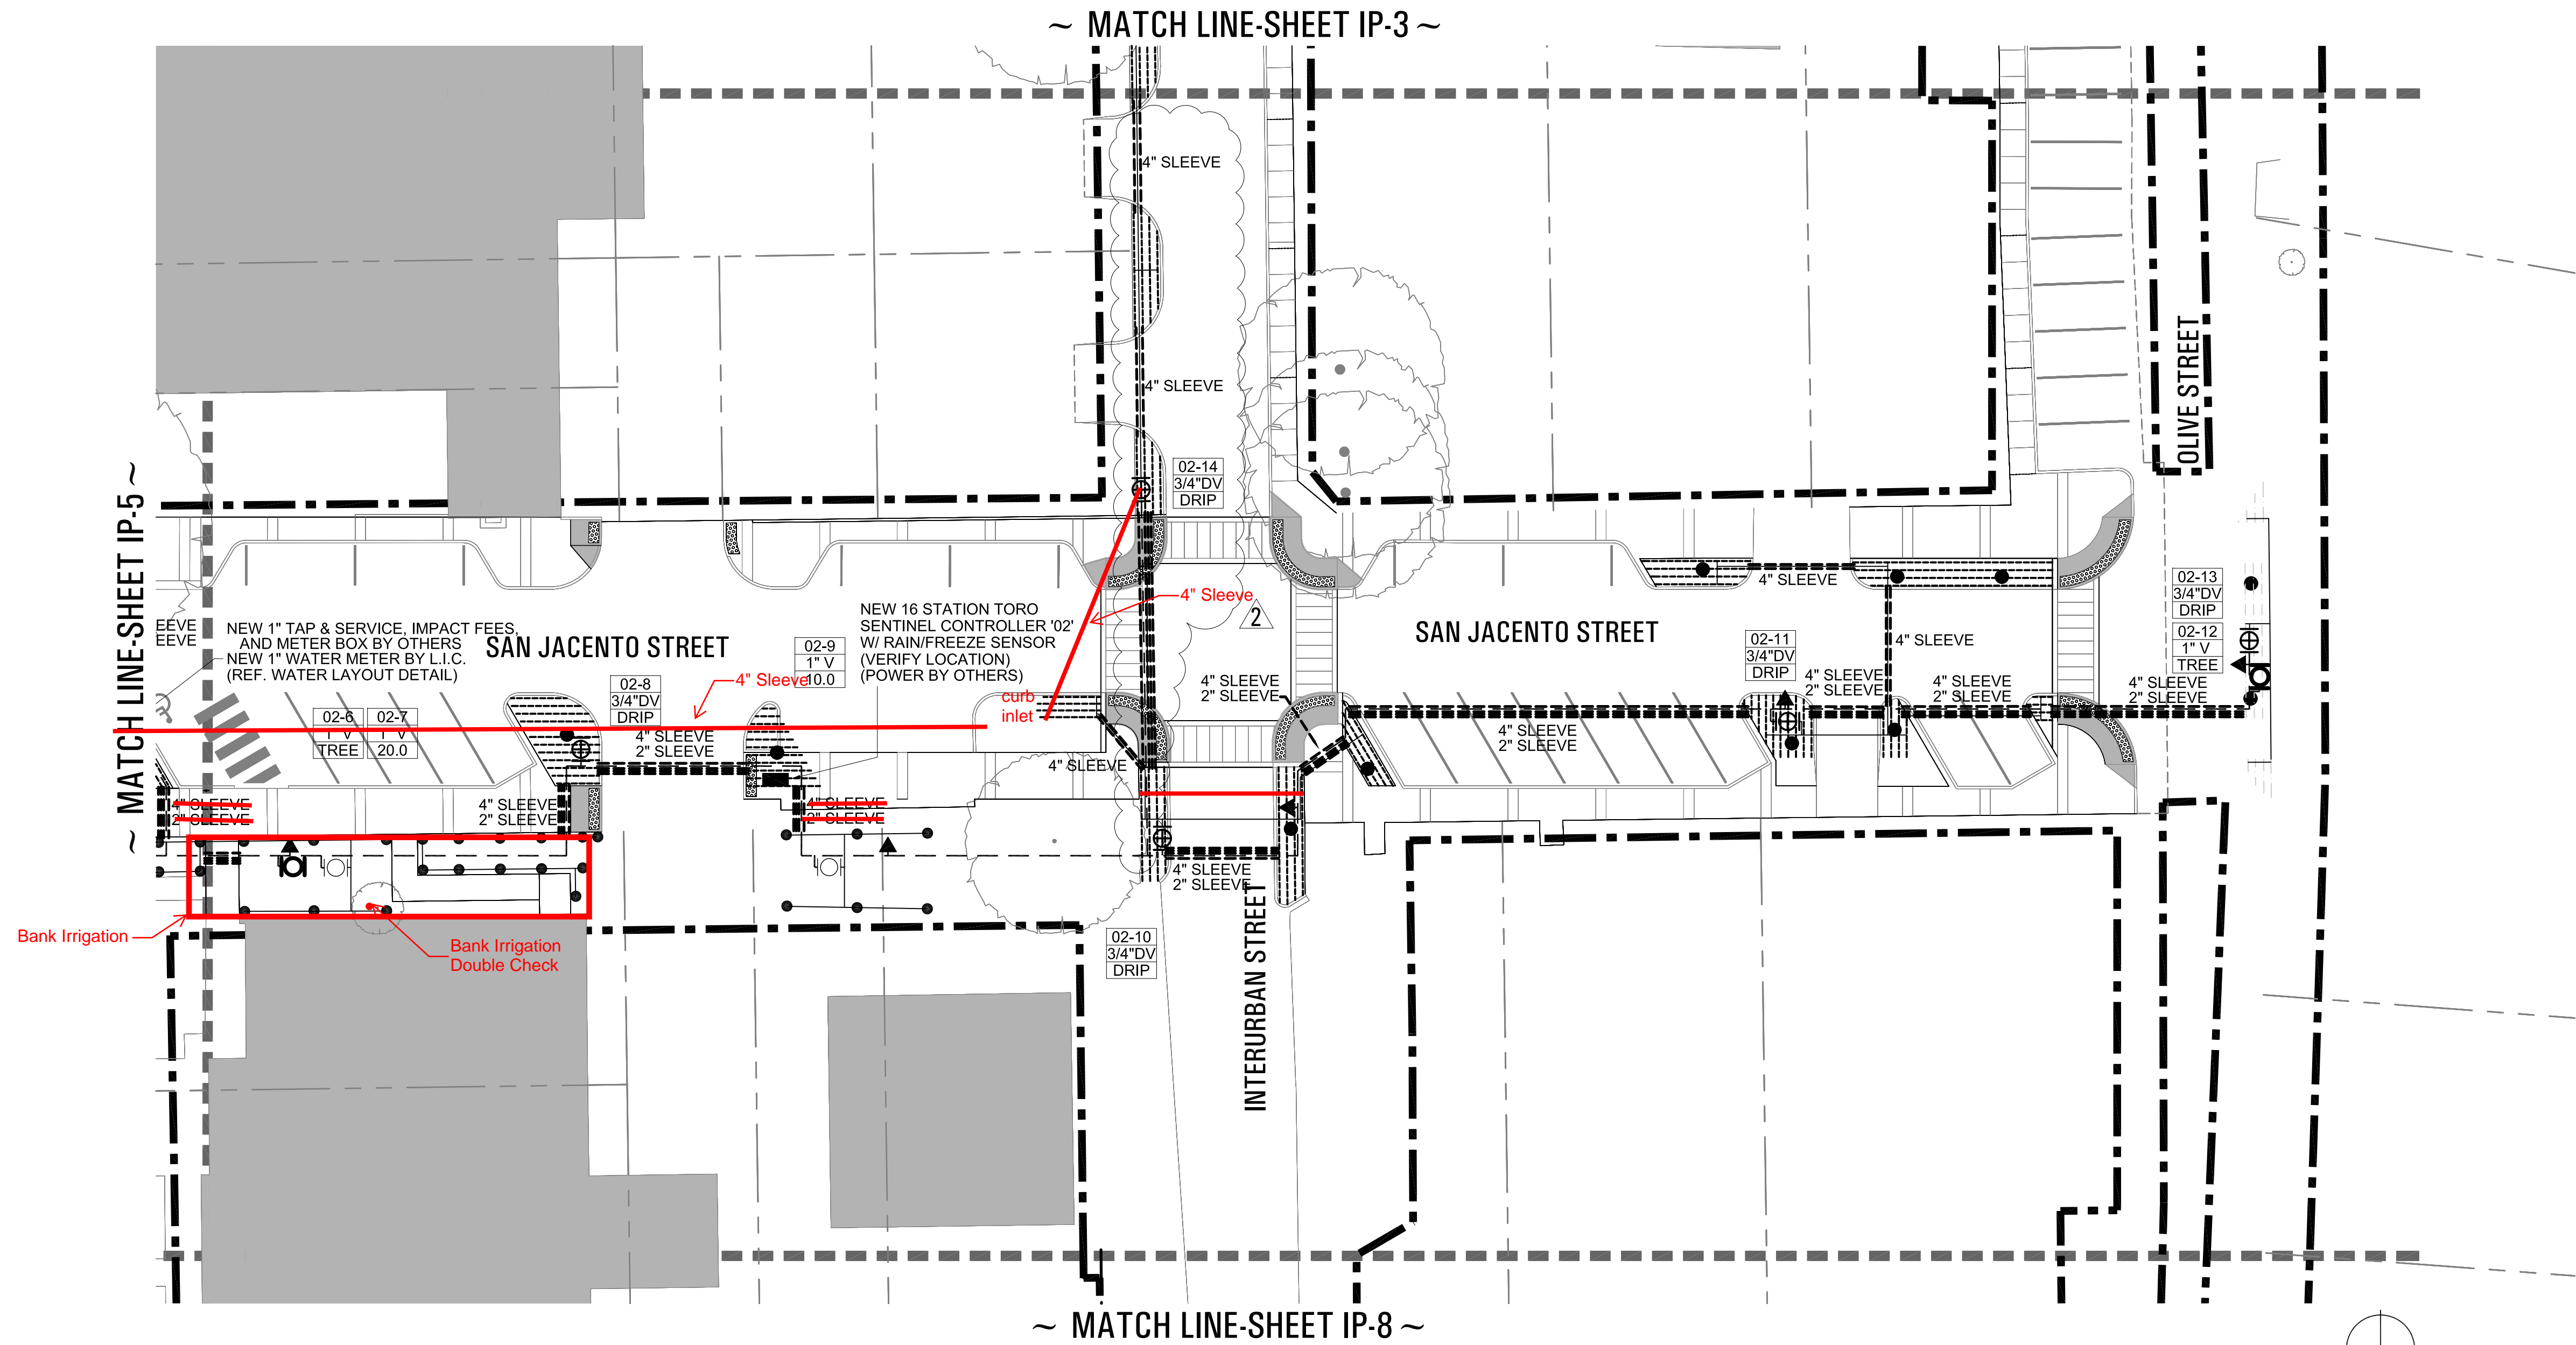 ~ MATCH LINE-SHEET IP-3 ~
4" SLEEVE
4" SLEEVE
OLIVE STREET
02-14
3/4"DV
DRIP
~ MATCH LINE-SHEET IP-5 ~
EEVE
EEVE
NEW 1" TAP & SERVICE, IMPACT FEES,
AND METER BOX BY OTHERS
NEW 1" WATER METER BY L.I.C.
(REF. WATER LAYOUT DETAIL)
SAN JACENTO STREET
02-8
3/4"DV
DRIP
4" Sleeve
02-9
1" V
10.0
NEW 16 STATION TORO
SENTINEL CONTROLLER '02'
W/ RAIN/FREEZE SENSOR
(VERIFY LOCATION)
(POWER BY OTHERS)
4" Sleeve
2
curb
inlet
4" SLEEVE
2" SLEEVE
SAN JACENTO STREET
4" SLEEVE
02-11
3/4"DV
DRIP
4" SLEEVE
4" SLEEVE
2" SLEEVE
4" SLEEVE
2" SLEEVE
4" SLEEVE
2" SLEEVE
02-13
3/4"DV
DRIP
02-12
1" V
TREE
02-6
1" V
TREE
02-7
1" V
20.0
4" SLEEVE
2" SLEEVE
4" SLEEVE
4" SLEEVE
2" SLEEVE
4" SLEEVE
2" SLEEVE
4" SLEEVE
2" SLEEVE
4" SLEEVE
2" SLEEVE
4" SLEEVE
2" SLEEVE
Bank Irrigation
Bank Irrigation
Double Check
02-10
3/4"DV
DRIP
INTERURBAN STREET
~ MATCH LINE-SHEET IP-8 ~